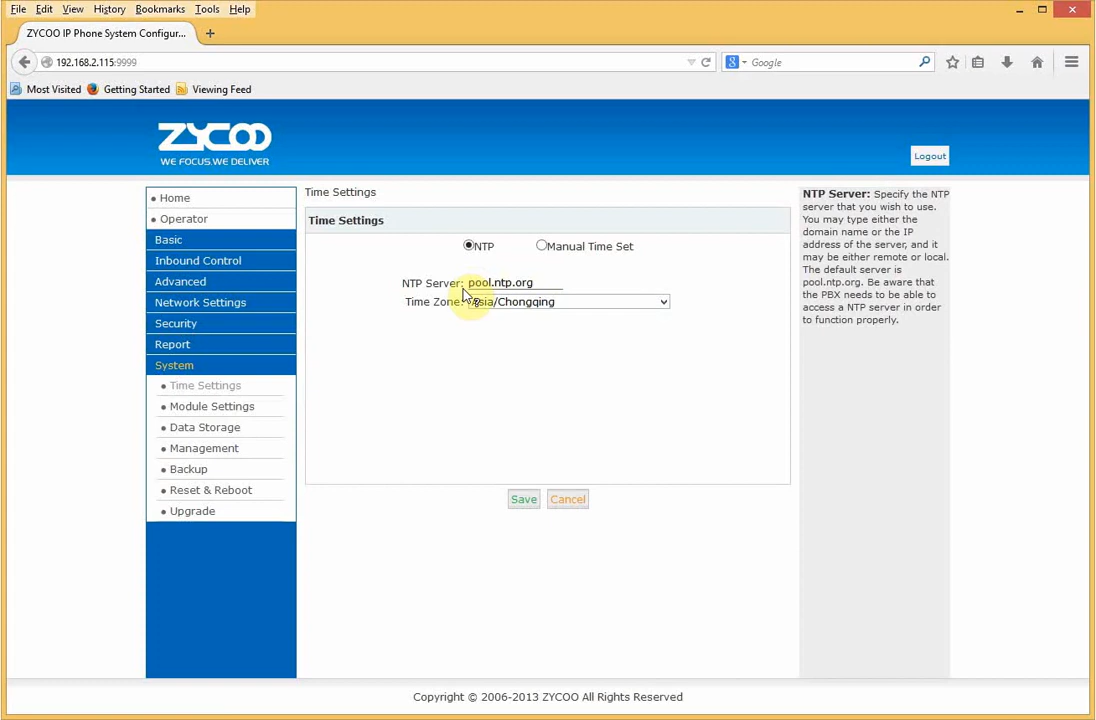 File Edit View History Bookmarks Tools Help
ZYCOO IP Phone System Configur...
192.168.2.115:9999
Google
Most Visited Getting Started Viewing Feed
ZYCOO
WE FOCUS.WE DELIVER
Logout
Home
Operator
Basic
Inbound Control
Advanced
Network Settings
Security
Report
System
Time Settings
Module Settings
Data Storage
Management
Backup
Reset & Reboot
Upgrade
Time Settings
Time Settings
NTP Manual Time Set
NTP Server: pool.ntp.org
Time Zone: Asia/Chongqing
Save Cancel
NTP Server: Specify the NTP
server that you wish to use.
You may type either the
domain name or the IP
address of the server, and it
may be either remote or local.
The default server is
pool.ntp.org. Be aware that
the PBX needs to be able to
access a NTP server in order
to function properly.
Copyright © 2006-2013 ZYCOO All Rights Reserved